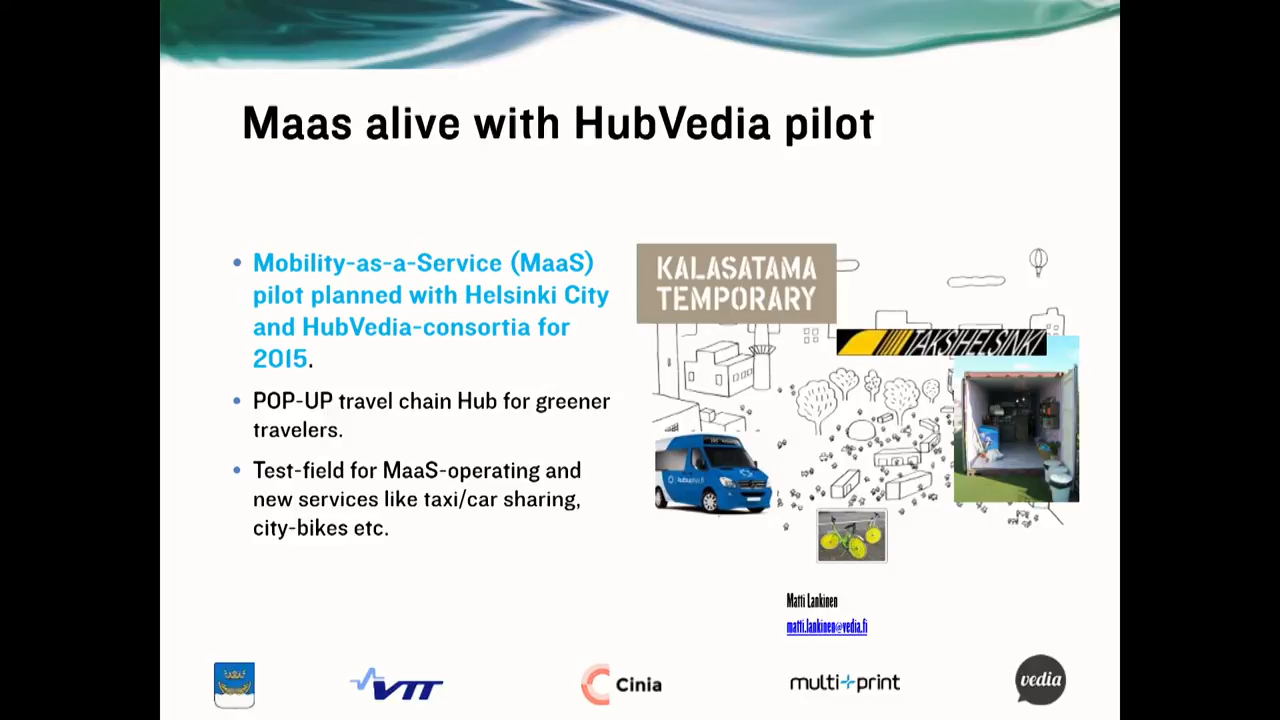 Maas alive with HubVedia pilot
• Mobility-as-a-Service (MaaS)
pilot planned with Helsinki City
and HubVedia-consortia for
2015.
• POP-UP travel chain Hub for greener
travelers.
• Test-field for MaaS-operating and
new services like taxi/car sharing,
city-bikes etc.
KALASATAMA
TEMPORARY
TAKSIHELSINKI
Matti Lankinen
matti.lankinen@vedia.fi
VTT
Cinia
multi+print
vedia